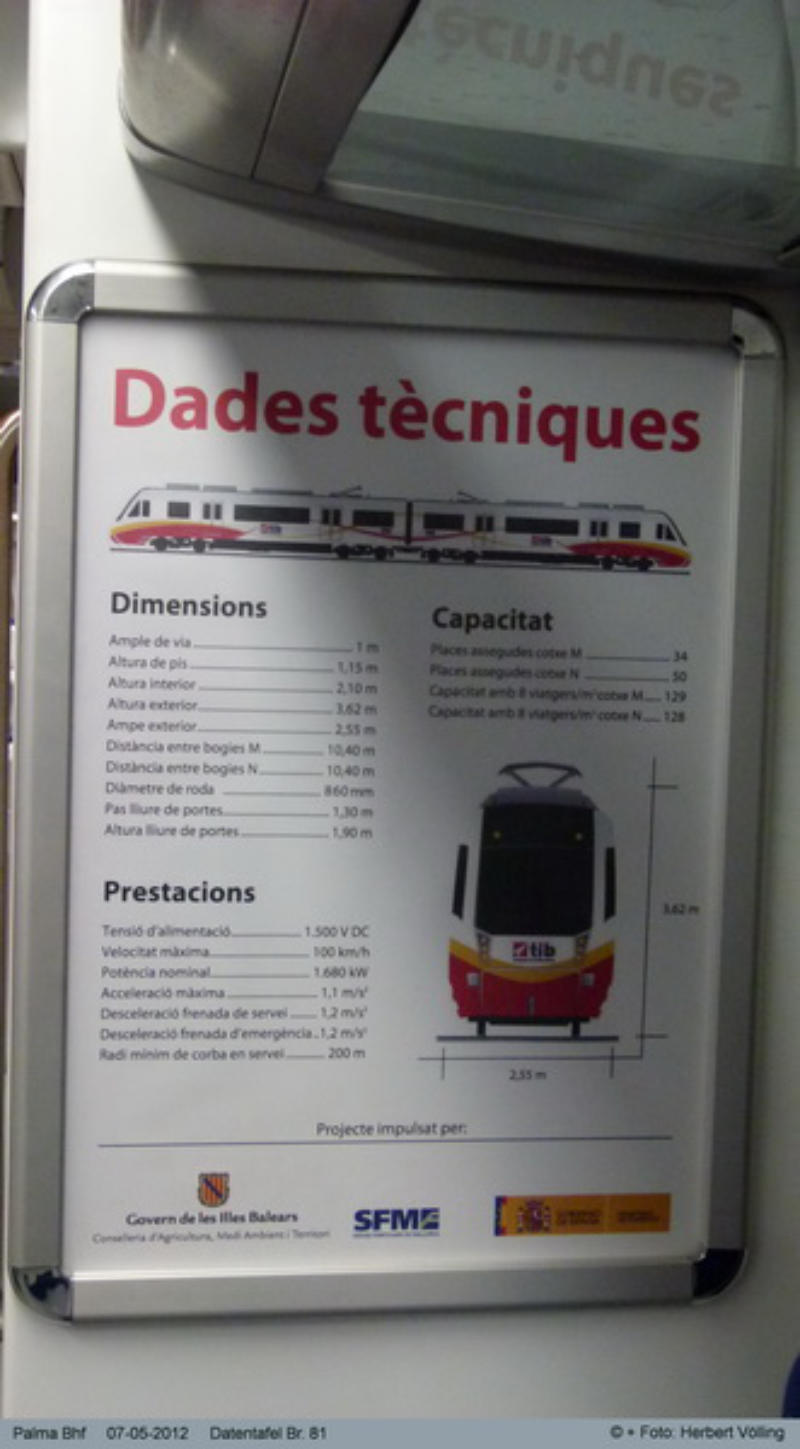 tècniques
Dades tècniques
Dimensions
Ample de via 1 m
Altura de pis 1,15 m
Altura interior 2,10 m
Altura exterior 3,62 m
Ampe exterior 2,55 m
Distància entre bogies M 10,40 m
Distància entre bogies N 10,40 m
Diàmetre de roda 860 mm
Pas lliure de portes 1,30 m
Altura lliure de portes 1,90 m
Prestacions
Tensió d'alimentació 1.500 V DC
Velocitat màxima 100 km/h
Potència nominal 1.680 kW
Acceleració màxima 1,1 m/s²
Desceleració frenada de servei 1,2 m/s²
Desceleració frenada d'emergència 1,2 m/s²
Radi mínim de corba en servei 200 m
Capacitat
Places assegudes cotxe M 34
Places assegudes cotxe N 50
Capacitat amb 8 viatgers/m² cotxe M 129
Capacitat amb 8 viatgers/m² cotxe N 128
tib
3,62 m
2,55 m
Projecte impulsat per:
Govern de les Illes Balears
Conselleria d'Agricultura, Medi Ambient i Territori
SFM
Palma Bhf 07-05-2012 Datentafel Br. 81
© • Foto: Herbert Völling